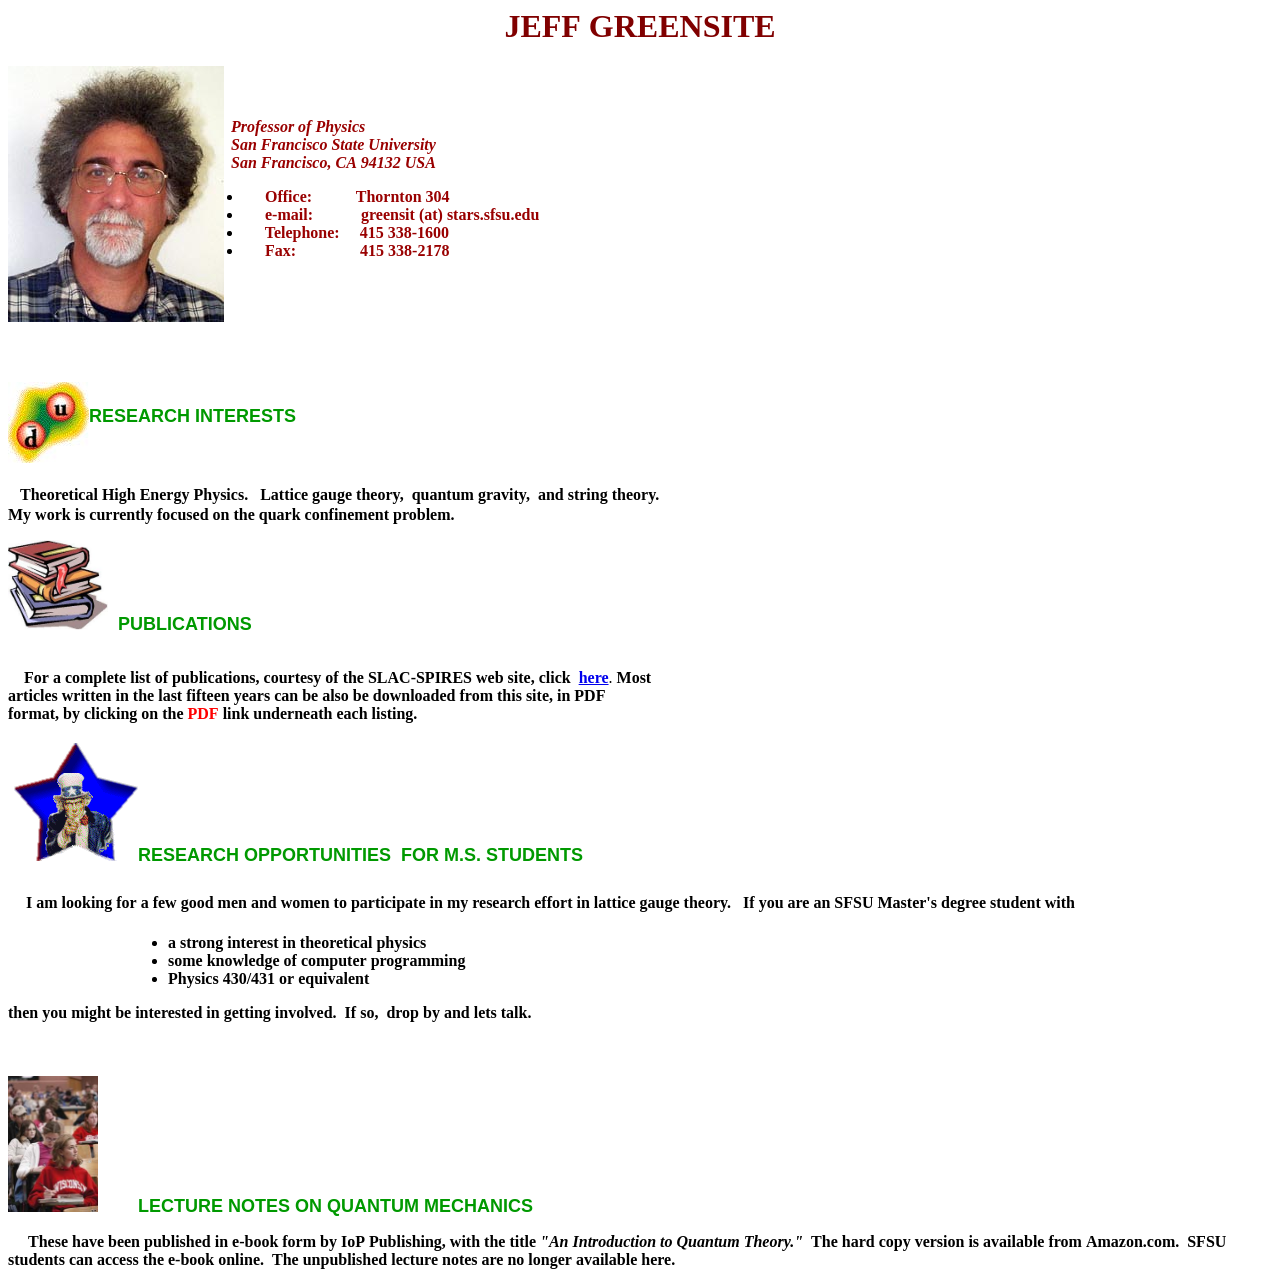 JEFF GREENSITE
Professor of Physics
San Francisco State University
San Francisco, CA 94132 USA
• Office: Thornton 304
• e-mail: greensit (at) stars.sfsu.edu
• Telephone: 415 338-1600
• Fax: 415 338-2178
u
d̄
RESEARCH INTERESTS
Theoretical High Energy Physics. Lattice gauge theory, quantum gravity, and string theory.
My work is currently focused on the quark confinement problem.
PUBLICATIONS
For a complete list of publications, courtesy of the SLAC-SPIRES web site, click here. Most
articles written in the last fifteen years can be also be downloaded from this site, in PDF
format, by clicking on the PDF link underneath each listing.
RESEARCH OPPORTUNITIES FOR M.S. STUDENTS
I am looking for a few good men and women to participate in my research effort in lattice gauge theory. If you are an SFSU Master's degree student with
• a strong interest in theoretical physics
• some knowledge of computer programming
• Physics 430/431 or equivalent
then you might be interested in getting involved. If so, drop by and lets talk.
WISCONSIN
LECTURE NOTES ON QUANTUM MECHANICS
These have been published in e-book form by IoP Publishing, with the title "An Introduction to Quantum Theory." The hard copy version is available from Amazon.com. SFSU
students can access the e-book online. The unpublished lecture notes are no longer available here.